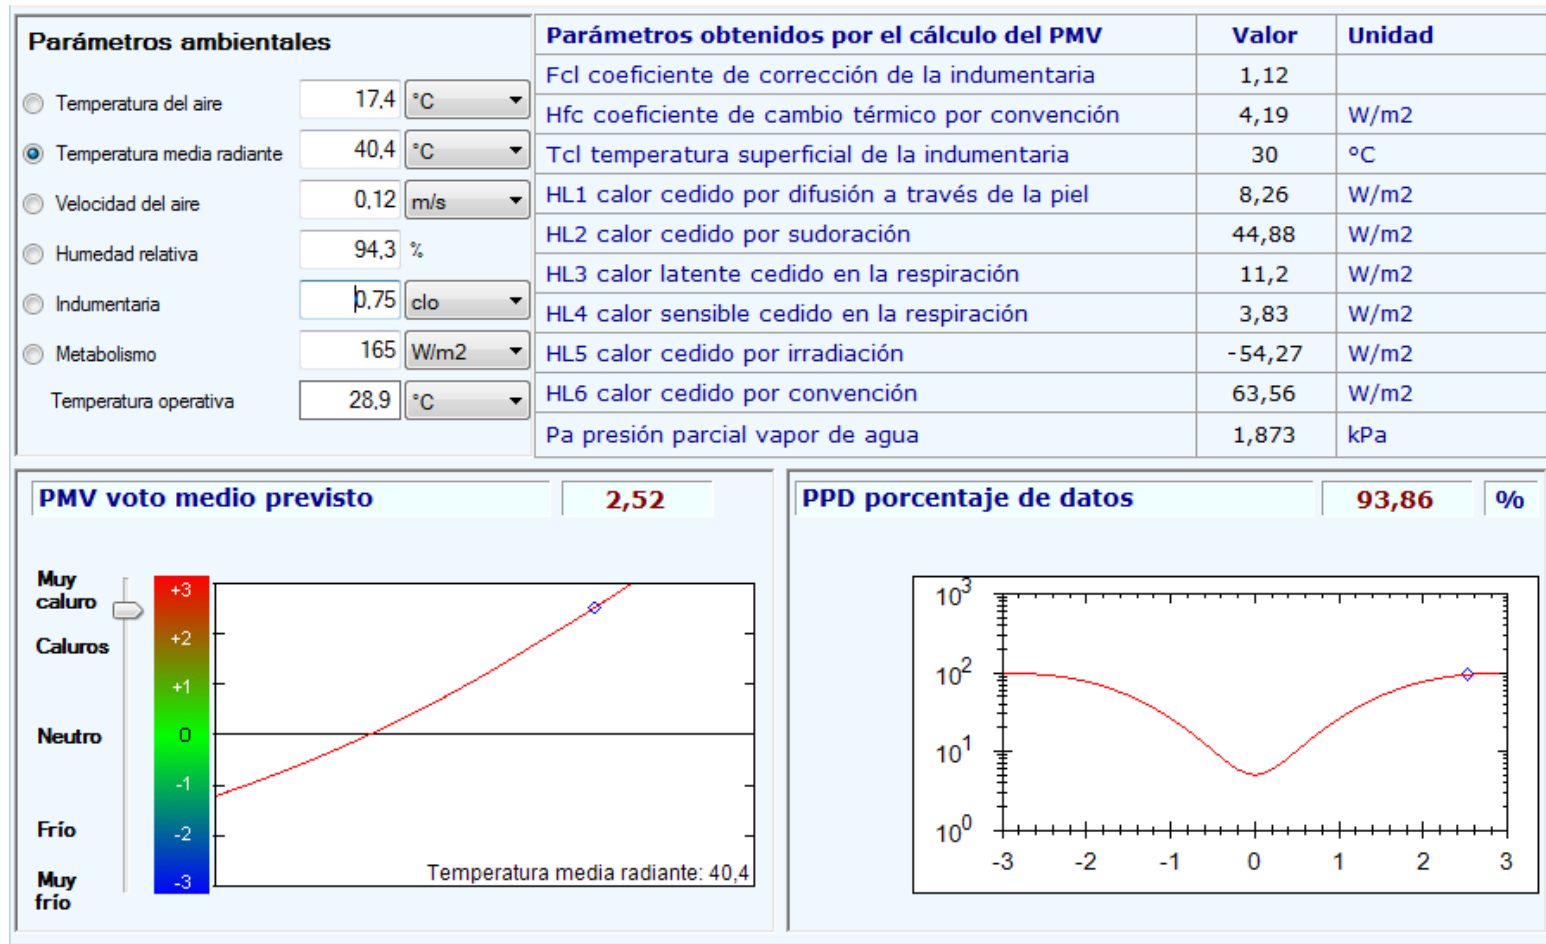 Parámetros ambientales
Temperatura del aire 17,4 °C
Temperatura media radiante 40,4 °C
Velocidad del aire 0,12 m/s
Humedad relativa 94,3 %
Indumentaria 0,75 clo
Metabolismo 165 W/m2
Temperatura operativa 28,9 °C
Parámetros obtenidos por el cálculo del PMV Valor Unidad
Fcl coeficiente de corrección de la indumentaria 1,12
Hfc coeficiente de cambio térmico por convención 4,19 W/m2
Tcl temperatura superficial de la indumentaria 30 °C
HL1 calor cedido por difusión a través de la piel 8,26 W/m2
HL2 calor cedido por sudoración 44,88 W/m2
HL3 calor latente cedido en la respiración 11,2 W/m2
HL4 calor sensible cedido en la respiración 3,83 W/m2
HL5 calor cedido por irradiación -54,27 W/m2
HL6 calor cedido por convención 63,56 W/m2
Pa presión parcial vapor de agua 1,873 kPa
PMV voto medio previsto 2,52
Muy
caluro
Caluros
Neutro
Frío
Muy
frío
+3
+2
+1
0
-1
-2
-3
Temperatura media radiante: 40,4
PPD porcentaje de datos 93,86 %
10³
10²
10¹
10⁰
-3 -2 -1 0 1 2 3